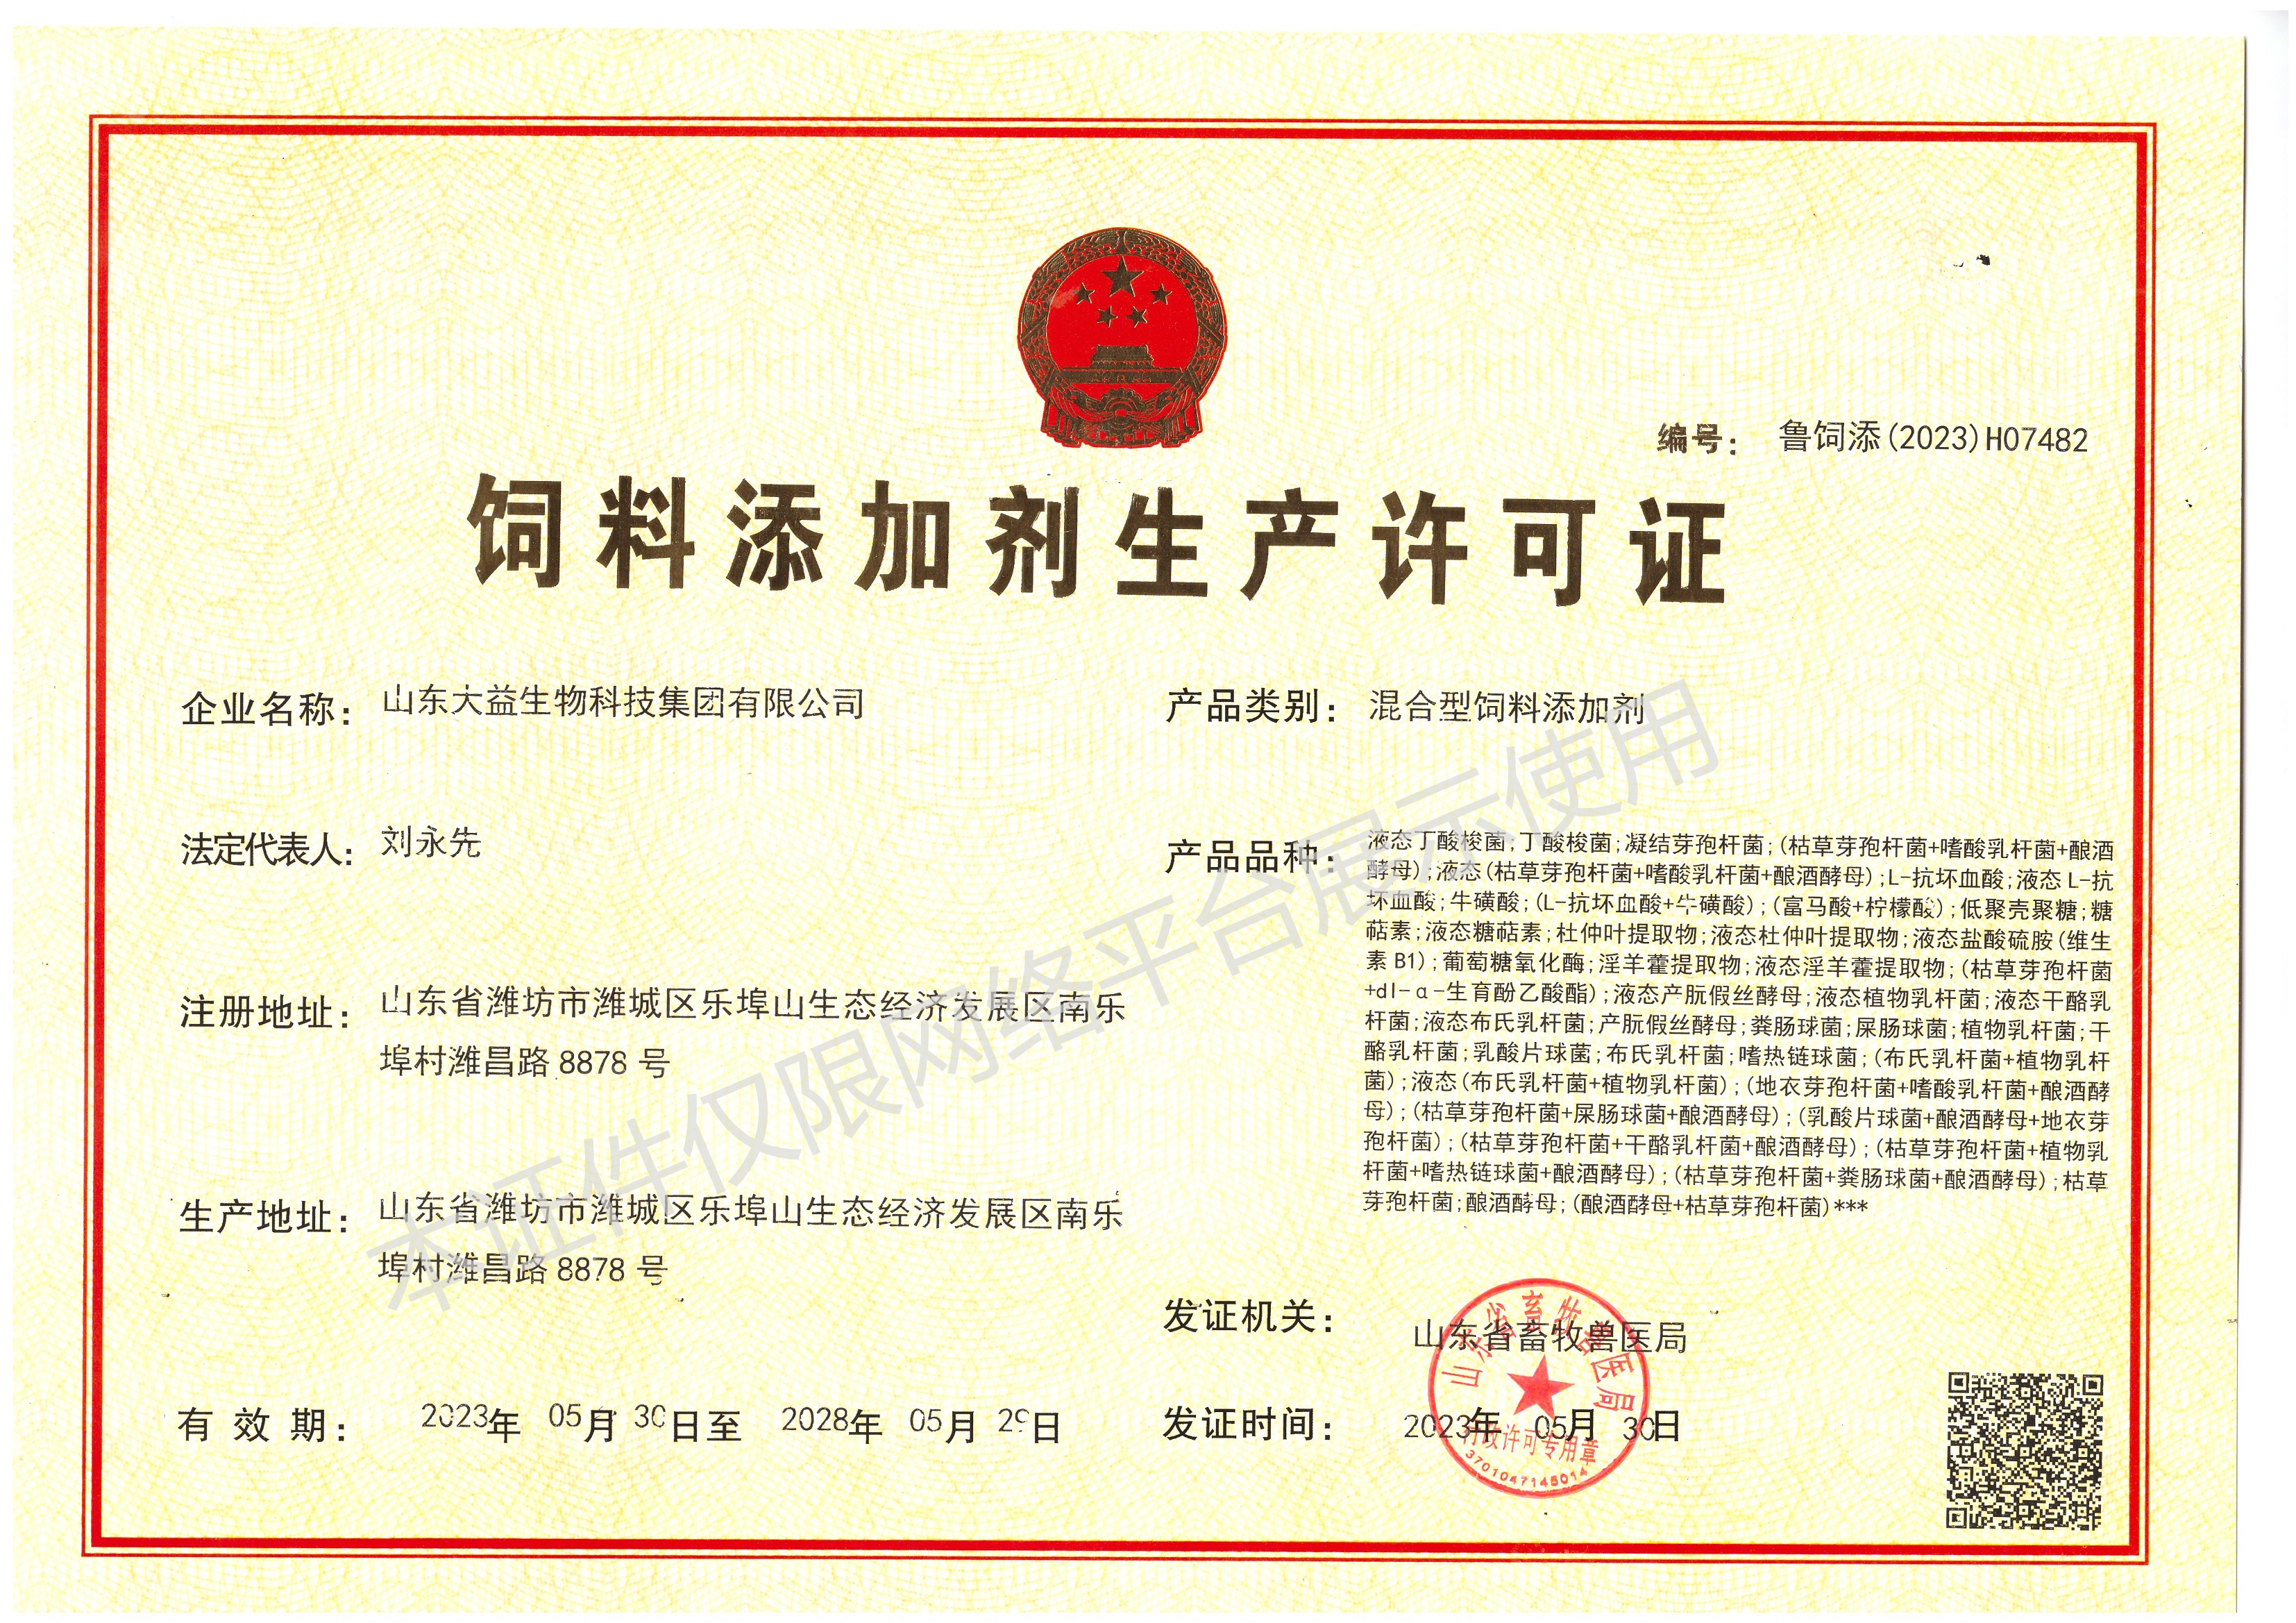 编号: 鲁饲添(2023)H07482
饲料添加剂生产许可证
企业名称: 山东大益生物科技集团有限公司
法定代表人: 刘永先
注册地址: 山东省潍坊市潍城区乐埠山生态经济发展区南乐
埠村潍昌路 8878 号
生产地址: 山东省潍坊市潍城区乐埠山生态经济发展区南乐
埠村潍昌路 8878 号
有 效 期: 2023年 05月 30日至 2028年 05月 29日
产品类别: 混合型饲料添加剂
产品品种: 液态丁酸梭菌;丁酸梭菌;凝结芽孢杆菌;(枯草芽孢杆菌+嗜酸乳杆菌+酿酒
酵母);液态(枯草芽孢杆菌+嗜酸乳杆菌+酿酒酵母);L-抗坏血酸;液态L-抗
坏血酸;牛磺酸;(L-抗坏血酸+牛磺酸);(富马酸+柠檬酸);低聚壳聚糖;糖
萜素;液态糖萜素;杜仲叶提取物;液态杜仲叶提取物;液态盐酸硫胺(维生
素B1);葡萄糖氧化酶;淫羊藿提取物;液态淫羊藿提取物;(枯草芽孢杆菌
+dl-α-生育酚乙酸酯);液态产朊假丝酵母;液态植物乳杆菌;液态干酪乳
杆菌;液态布氏乳杆菌;产朊假丝酵母;粪肠球菌;屎肠球菌;植物乳杆菌;干
酪乳杆菌;乳酸片球菌;布氏乳杆菌;嗜热链球菌;(布氏乳杆菌+植物乳杆
菌);液态(布氏乳杆菌+植物乳杆菌);(地衣芽孢杆菌+嗜酸乳杆菌+酿酒酵
母);(枯草芽孢杆菌+屎肠球菌+酿酒酵母);(乳酸片球菌+酿酒酵母+地衣芽
孢杆菌);(枯草芽孢杆菌+干酪乳杆菌+酿酒酵母);(枯草芽孢杆菌+植物乳
杆菌+嗜热链球菌+酿酒酵母);(枯草芽孢杆菌+粪肠球菌+酿酒酵母);枯草
芽孢杆菌;酿酒酵母;(酿酒酵母+枯草芽孢杆菌)***
发证机关: 山东省畜牧兽医局
发证时间: 2023年 05月 30日
山东省畜牧兽医局
行政许可专用章
3701047145014
本证件仅限网络平台展示使用